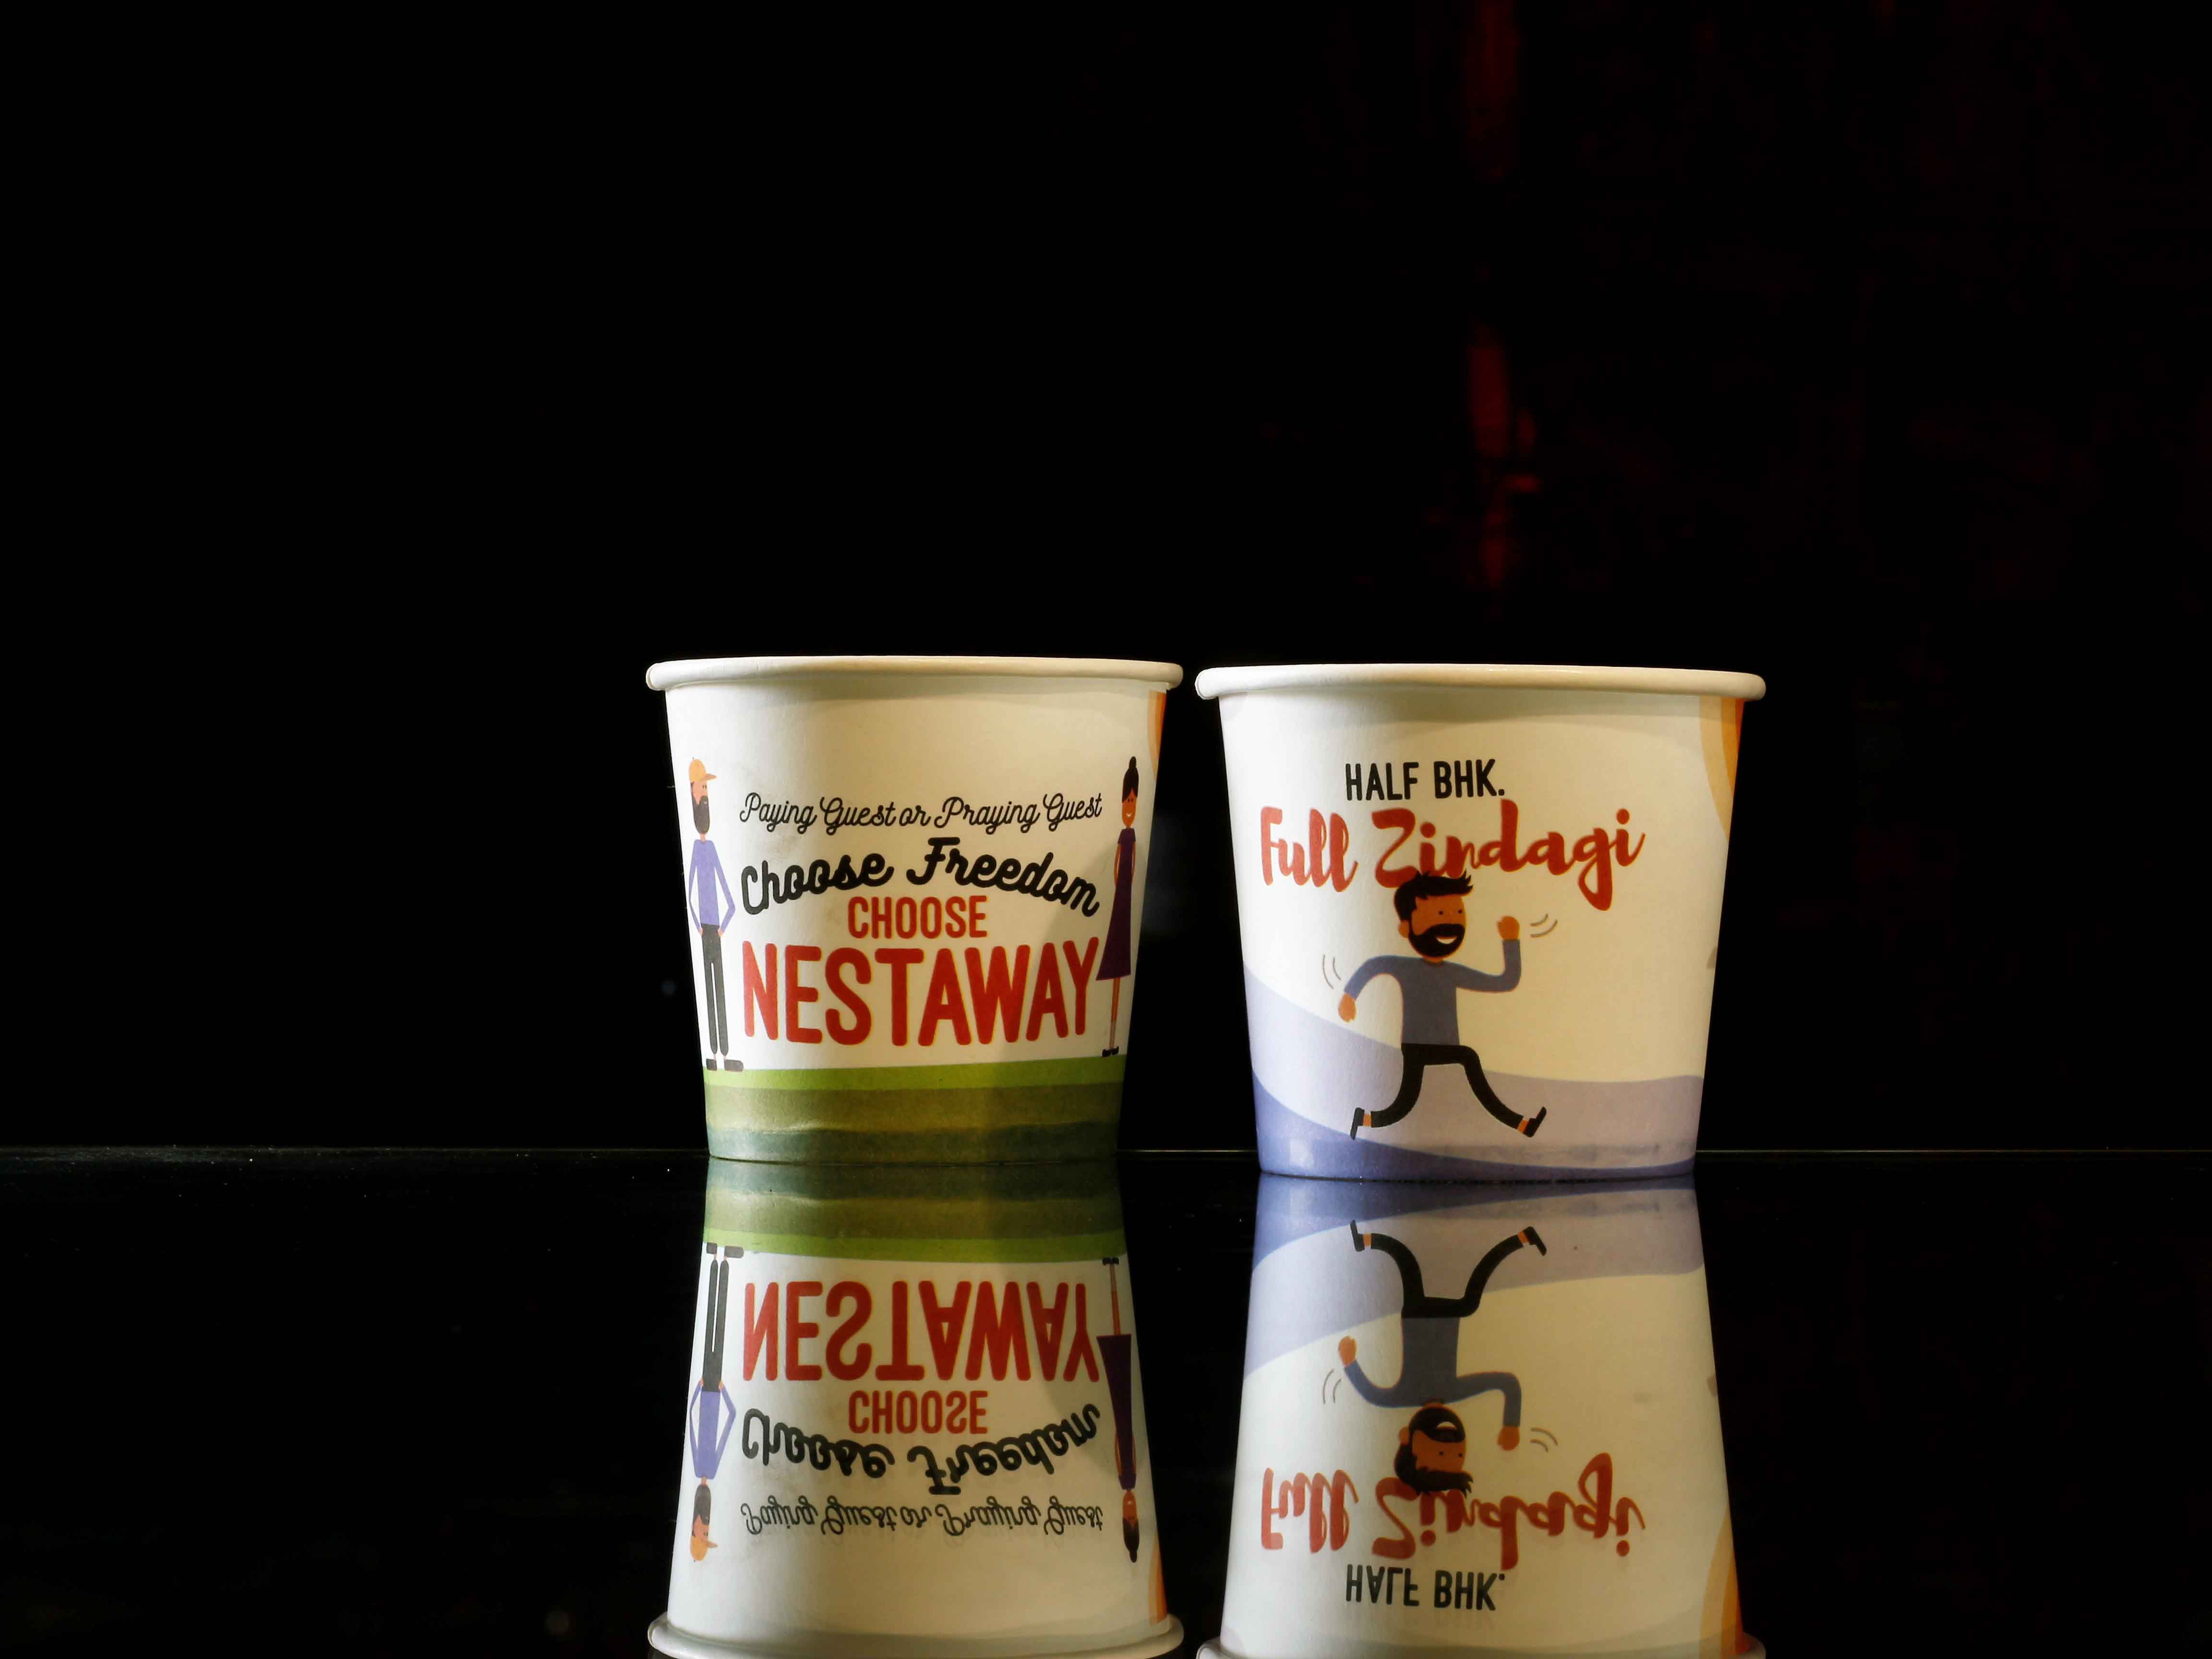 Paying Guest or Praying Guest
Choose Freedom
CHOOSE
NESTAWAY
HALF BHK.
Full Zindagi